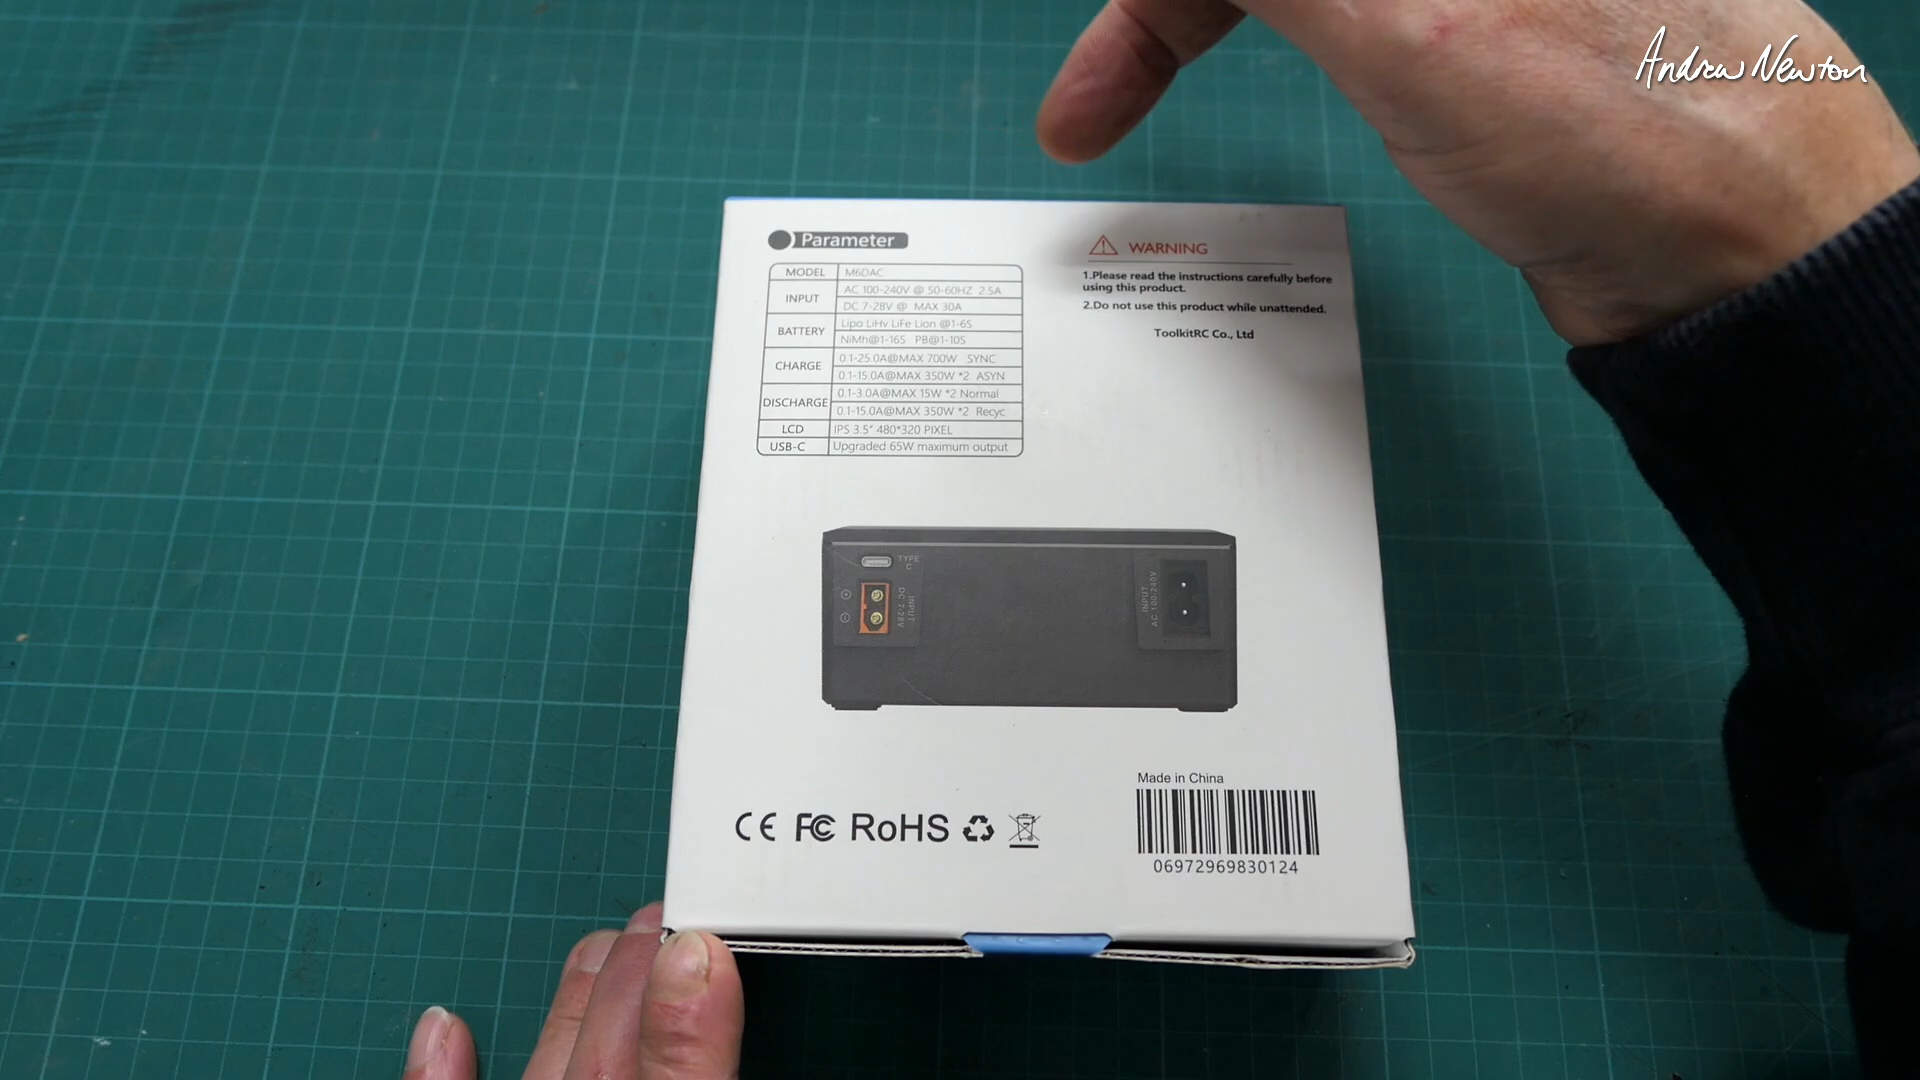 Andrew Newton
Parameter
MODEL M6DAC
INPUT AC 100-240V @ 50-60HZ 2.5A
DC 7-28V @ MAX 30A
BATTERY Lipo LiHv LiFe Lion @1-6S
NiMh@1-16S PB@1-10S
CHARGE 0.1-25.0A@MAX 700W SYNC
0.1-15.0A@MAX 350W *2 ASYN
DISCHARGE 0.1-3.0A@MAX 15W *2 Normal
0.1-15.0A@MAX 350W *2 Recyc
LCD IPS 3.5" 480*320 PIXEL
USB-C Upgraded 65W maximum output
WARNING
1.Please read the instructions carefully before
using this product.
2.Do not use this product while unattended.
ToolkitRC Co., Ltd
TYPE
C
INPUT
DC 7-28V
INPUT
AC 100/240V
Made in China
06972969830124
CE FC RoHS